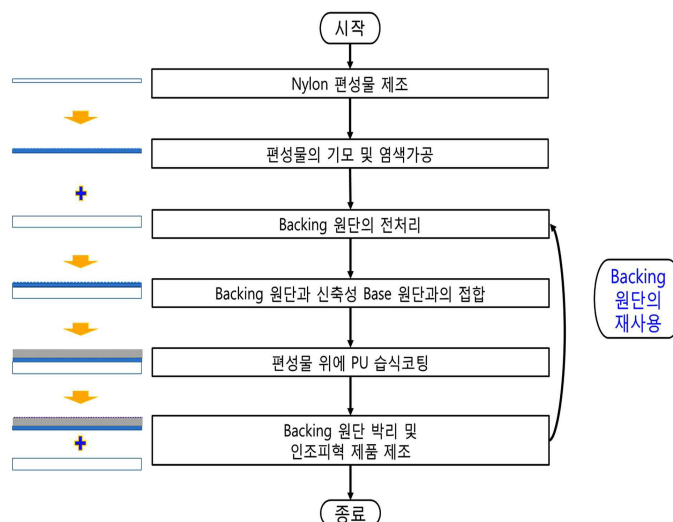 시작
Nylon 편성물 제조
편성물의 기모 및 염색가공
Backing 원단의 전처리
Backing 원단과 신축성 Base 원단과의 접합
편성물 위에 PU 습식코팅
Backing 원단 박리 및
인조피혁 제품 제조
종료
Backing
원단의
재사용